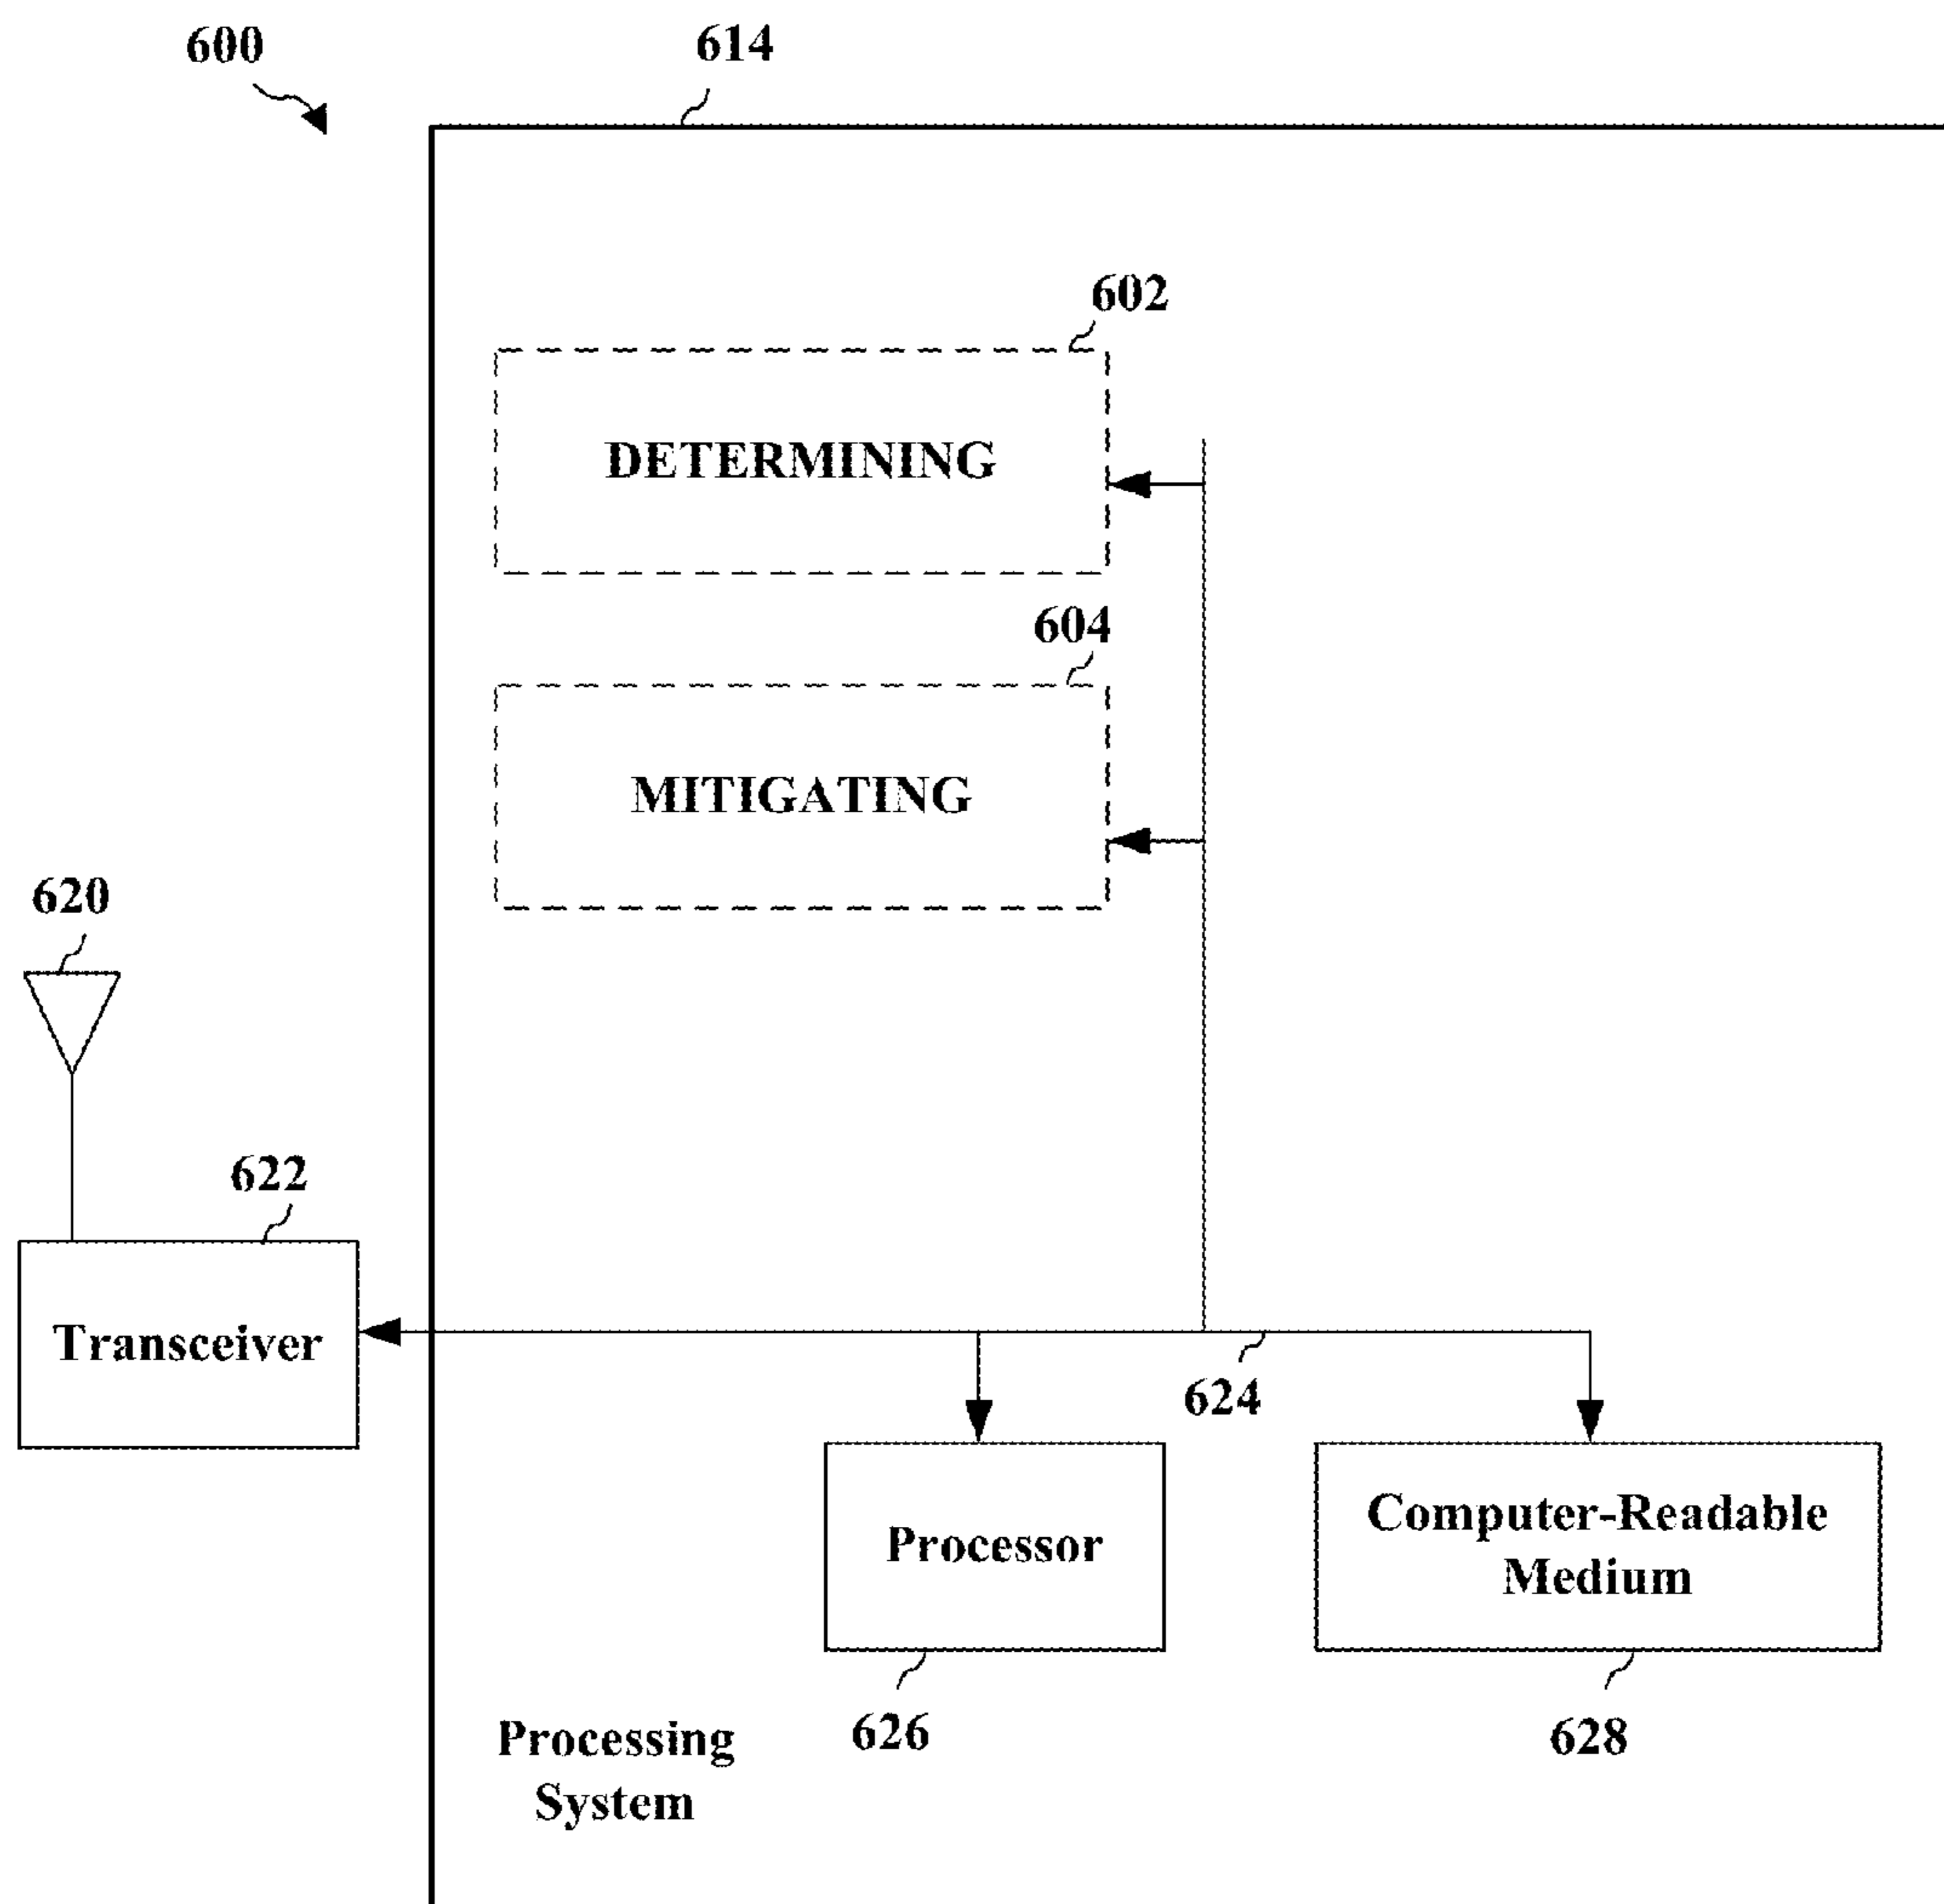 600
614
602
DETERMINING
604
MITIGATING
620
622
Transceiver
624
Processor
Computer-Readable
Medium
626
628
Processing
System